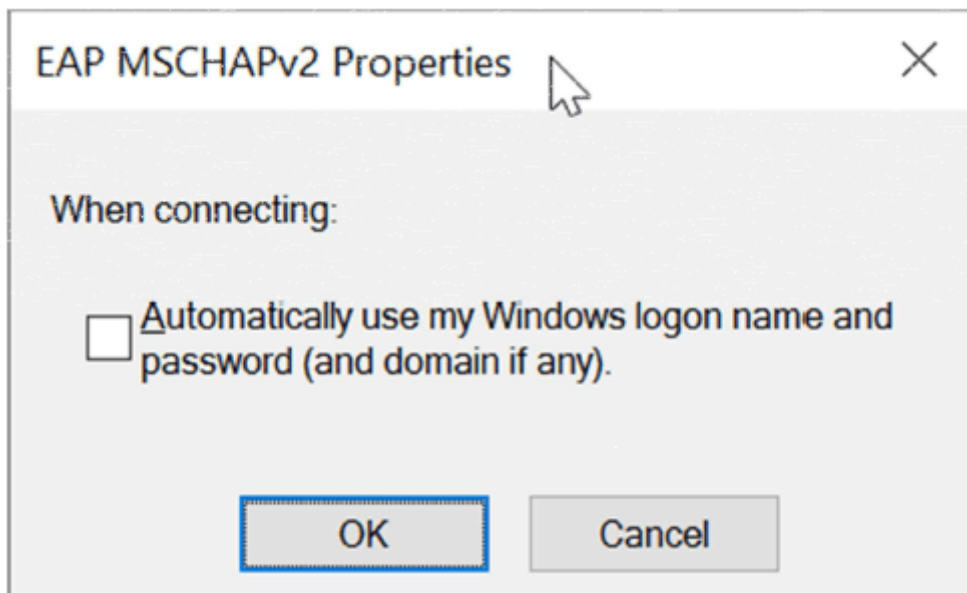 EAP MSCHAPv2 Properties
When connecting:
Automatically use my Windows logon name and
password (and domain if any).
OK
Cancel